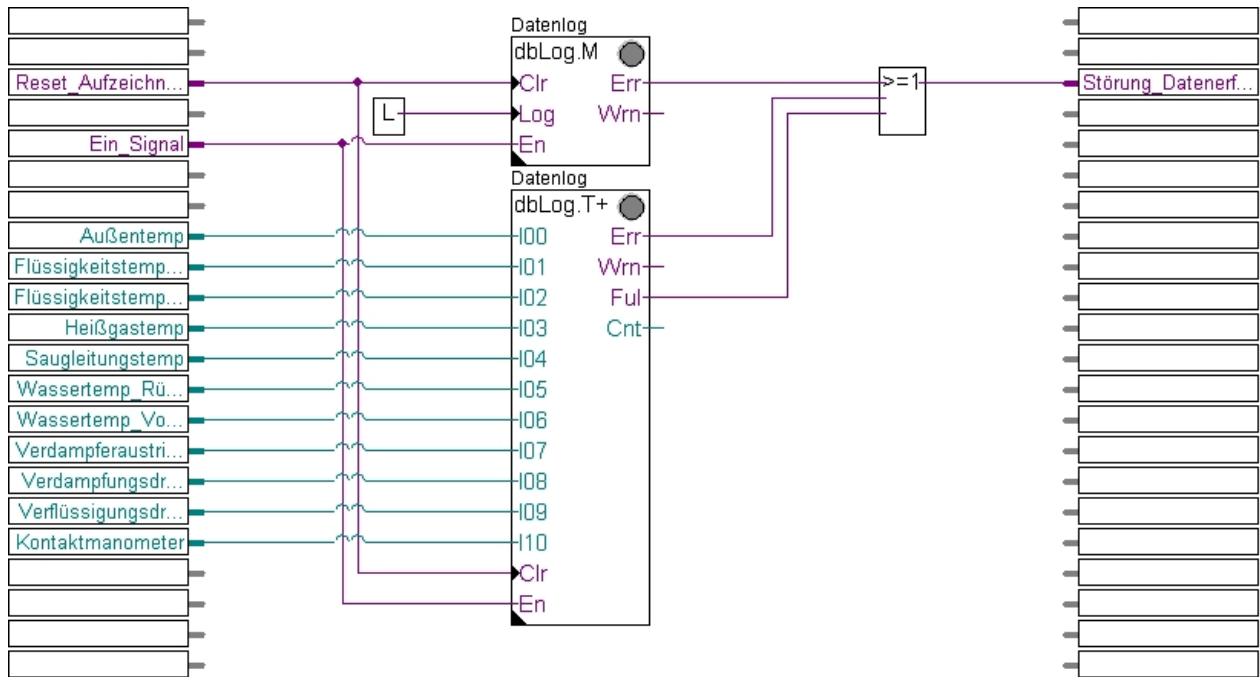 Datenlog
dbLog.M
Reset_Aufzeichn... Clr Err >=1 Störung_Datenerf...
L Log Wrn
Ein_Signal En
Datenlog
dbLog.T+
Außentemp I00 Err
Flüssigkeitstemp... I01 Wrn
Flüssigkeitstemp... I02 Ful
Heißgastemp I03 Cnt
Saugleitungstemp I04
Wassertemp_Rü... I05
Wassertemp_Vo... I06
Verdampferaustri... I07
Verdampfungsdr... I08
Verflüssigungsdr... I09
Kontaktmanometer I10
Clr
En